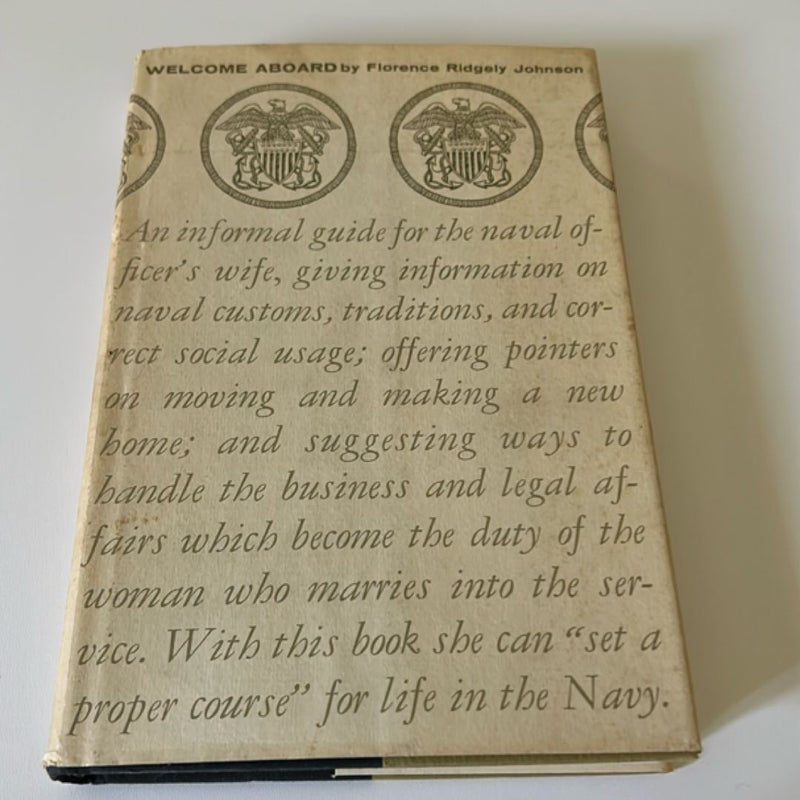 WELCOME ABOARD by Florence Ridgely Johnson
An informal guide for the naval of-
ficer's wife, giving information on
naval customs, traditions, and cor-
rect social usage; offering pointers
on moving and making a new
home; and suggesting ways to
handle the business and legal af-
fairs which become the duty of the
woman who marries into the ser-
vice. With this book she can “set a
proper course” for life in the Navy.